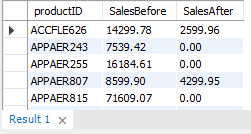 productID SalesBefore SalesAfter
ACCFLE626 14299.78 2599.96
APPAER243 7539.42 0.00
APPAER255 16184.61 0.00
APPAER807 8599.90 4299.95
APPAER815 71609.07 0.00
Result 1